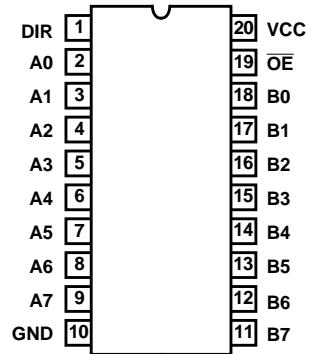 DIR 1 20 VCC
A0 2 19 OE
A1 3 18 B0
A2 4 17 B1
A3 5 16 B2
A4 6 15 B3
A5 7 14 B4
A6 8 13 B5
A7 9 12 B6
GND 10 11 B7